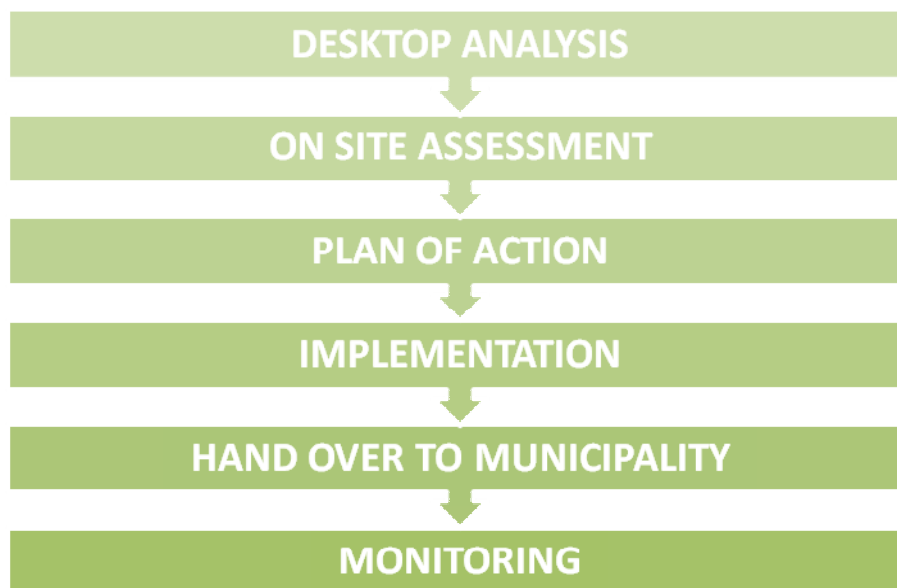 DESKTOP ANALYSIS
ON SITE ASSESSMENT
PLAN OF ACTION
IMPLEMENTATION
HAND OVER TO MUNICIPALITY
MONITORING